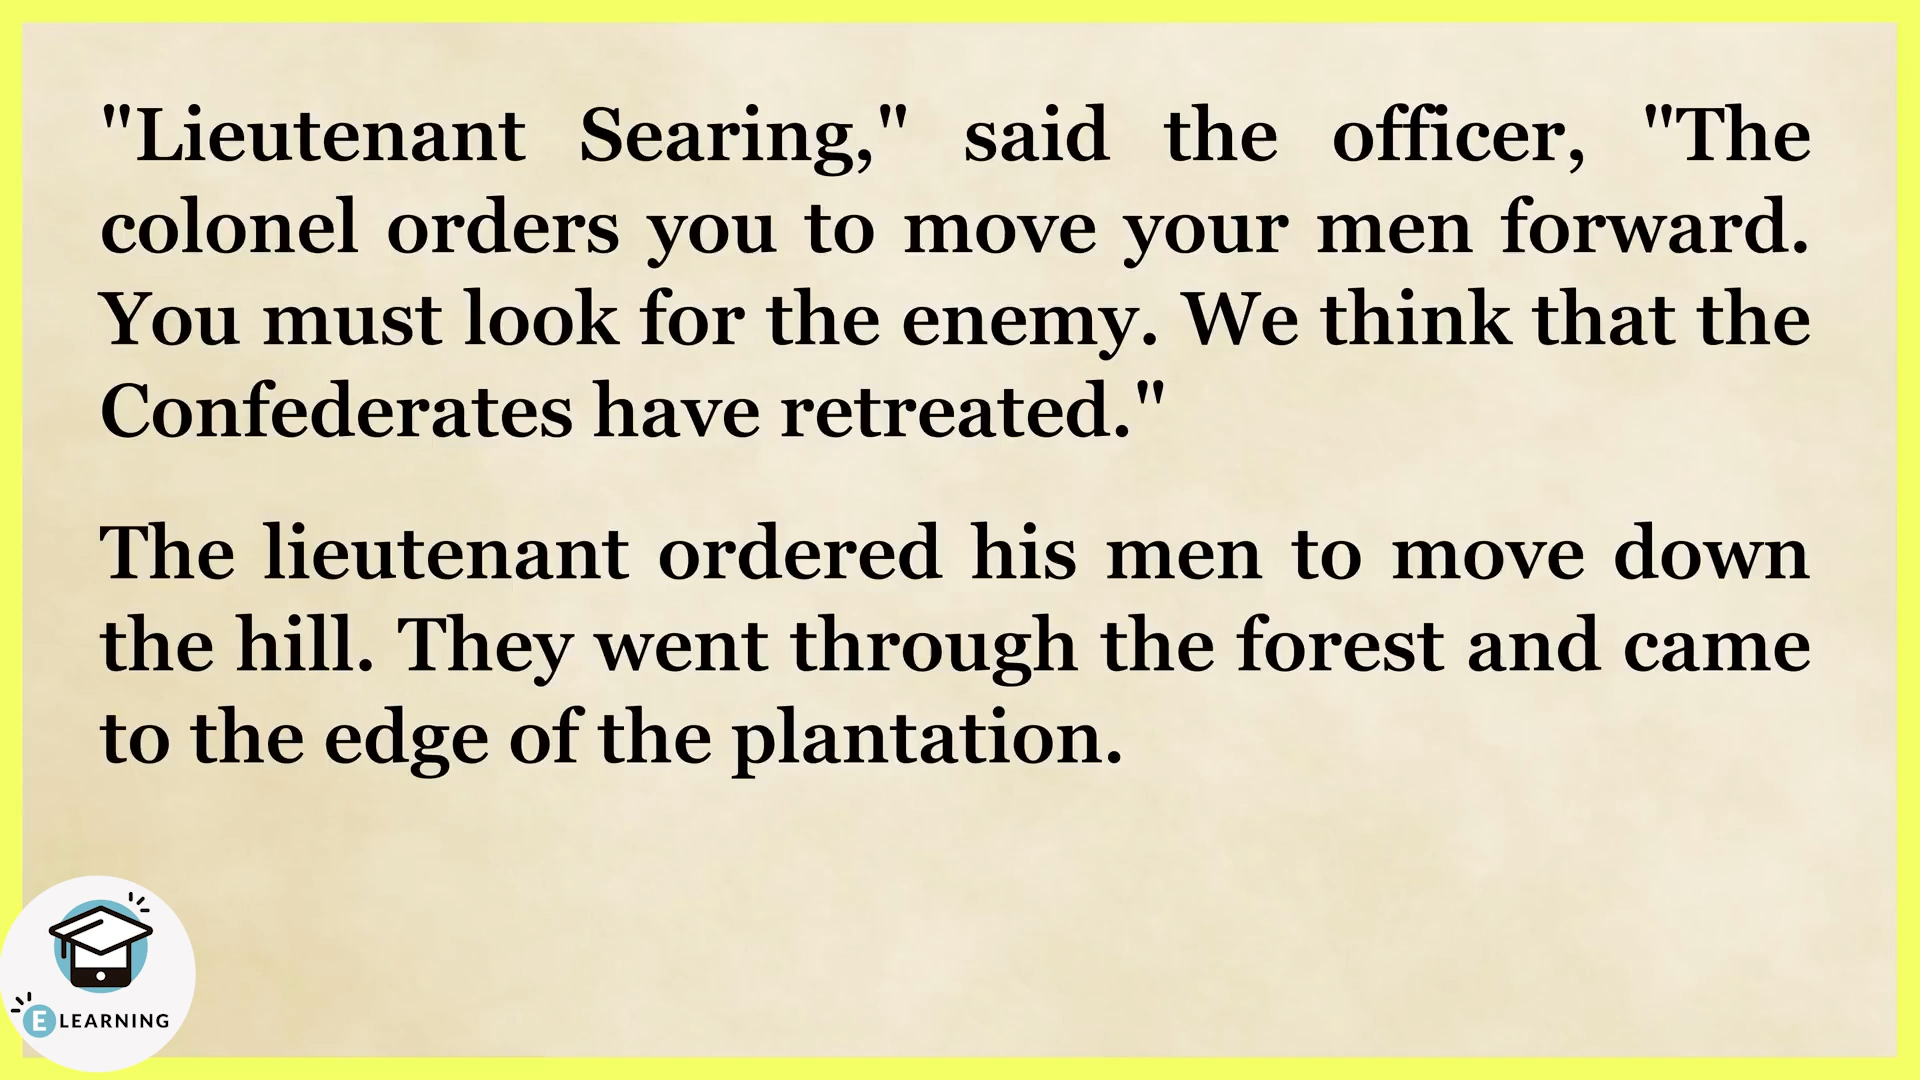 "Lieutenant Searing," said the officer, "The
colonel orders you to move your men forward.
You must look for the enemy. We think that the
Confederates have retreated."
The lieutenant ordered his men to move down
the hill. They went through the forest and came
to the edge of the plantation.
E LEARNING